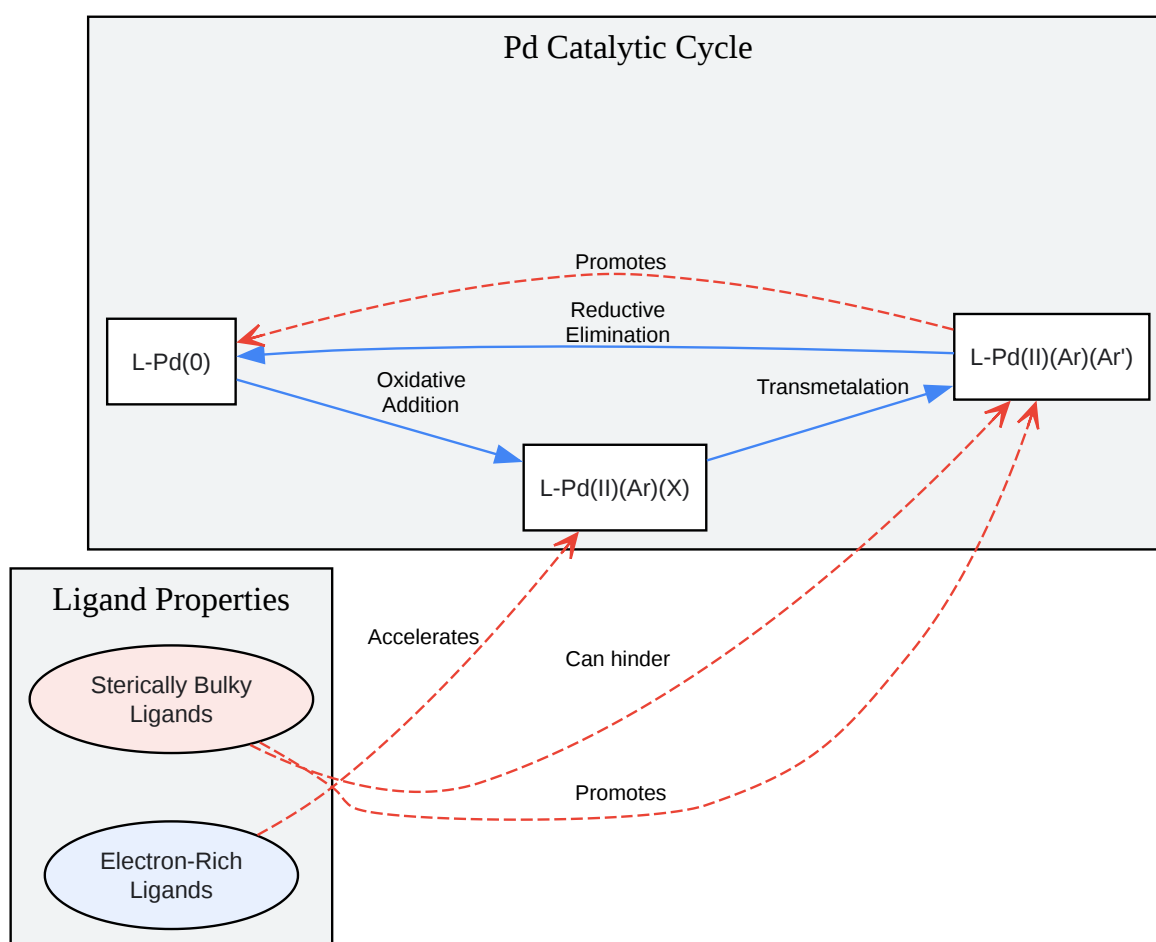 Pd Catalytic Cycle
Promotes
Reductive
Elimination
L-Pd(0)
L-Pd(II)(Ar)(Ar')
Oxidative
Addition
Transmetalation
L-Pd(II)(Ar)(X)
Ligand Properties
Accelerates
Can hinder
Sterically Bulky
Ligands
Promotes
Electron-Rich
Ligands